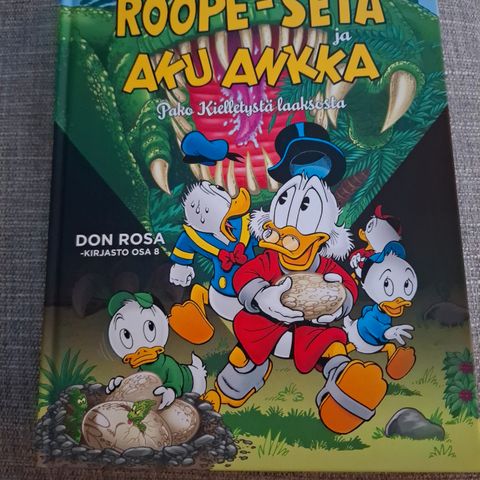 ROOPE-SETÄ
ja
AKU ANKKA
Pako Kielletystä laaksosta
DON ROSA
-KIRJASTO OSA 8-